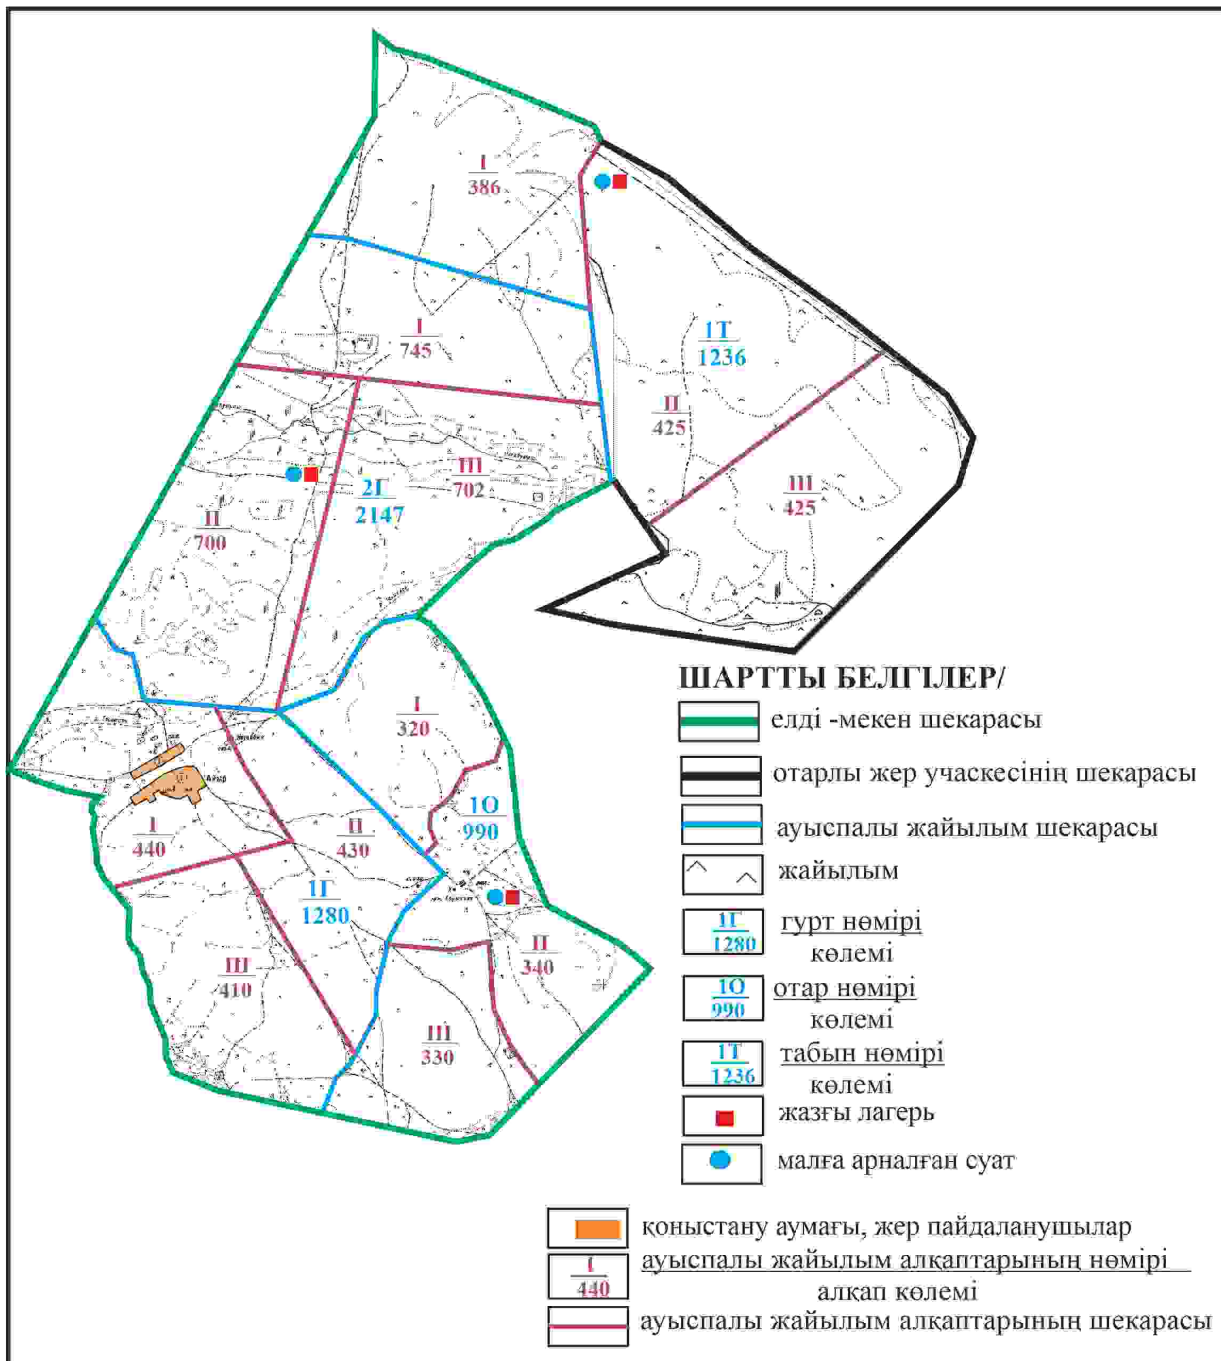 I
386
1Т
1236
I
745
II
425
III
702
2Г
2147
III
425
II
700
I
320
1О
990
I
440
II
430
1Г
1280
II
340
III
410
III
330
ШАРТТЫ БЕЛГІЛЕР/
елді -мекен шекарасы
отарлы жер учаскесінің шекарасы
ауыспалы жайылым шекарасы
жайылым
1Г
1280
гурт нөмірі
көлемі
1О
990
отар нөмірі
көлемі
1Т
1236
табын нөмірі
көлемі
жазғы лагерь
малға арналған суат
қоныстану аумағы, жер пайдаланушылар
I
440
ауыспалы жайылым алқаптарының нөмірі
алқап көлемі
ауыспалы жайылым алқаптарының шекарасы